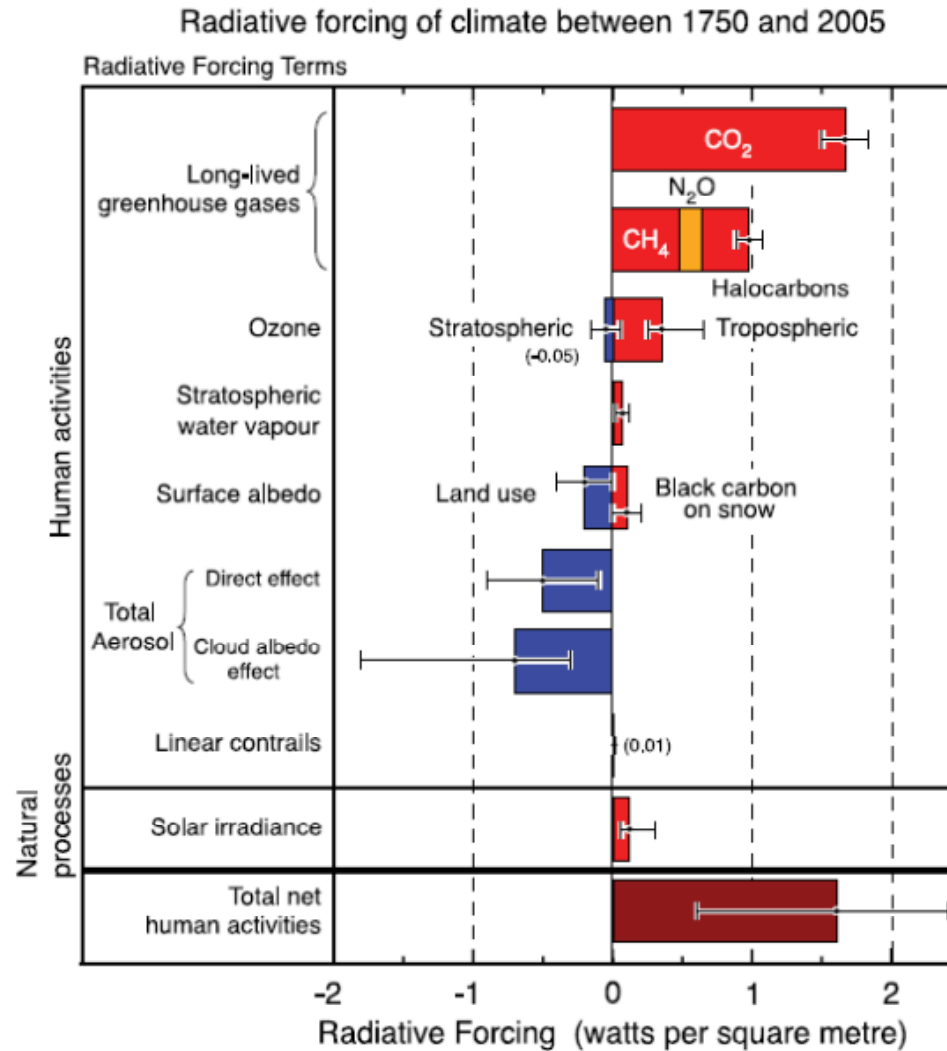 Radiative forcing of climate between 1750 and 2005
Radiative Forcing Terms
Human activities
Long-lived
greenhouse gases
CO₂
N₂O
CH₄
Halocarbons
Ozone
Stratospheric
(-0.05)
Tropospheric
Stratospheric
water vapour
Surface albedo
Land use
Black carbon
on snow
Total
Aerosol
Direct effect
Cloud albedo
effect
Linear contrails
(0.01)
Natural
processes
Solar irradiance
Total net
human activities
-2 -1 0 1 2
Radiative Forcing (watts per square metre)